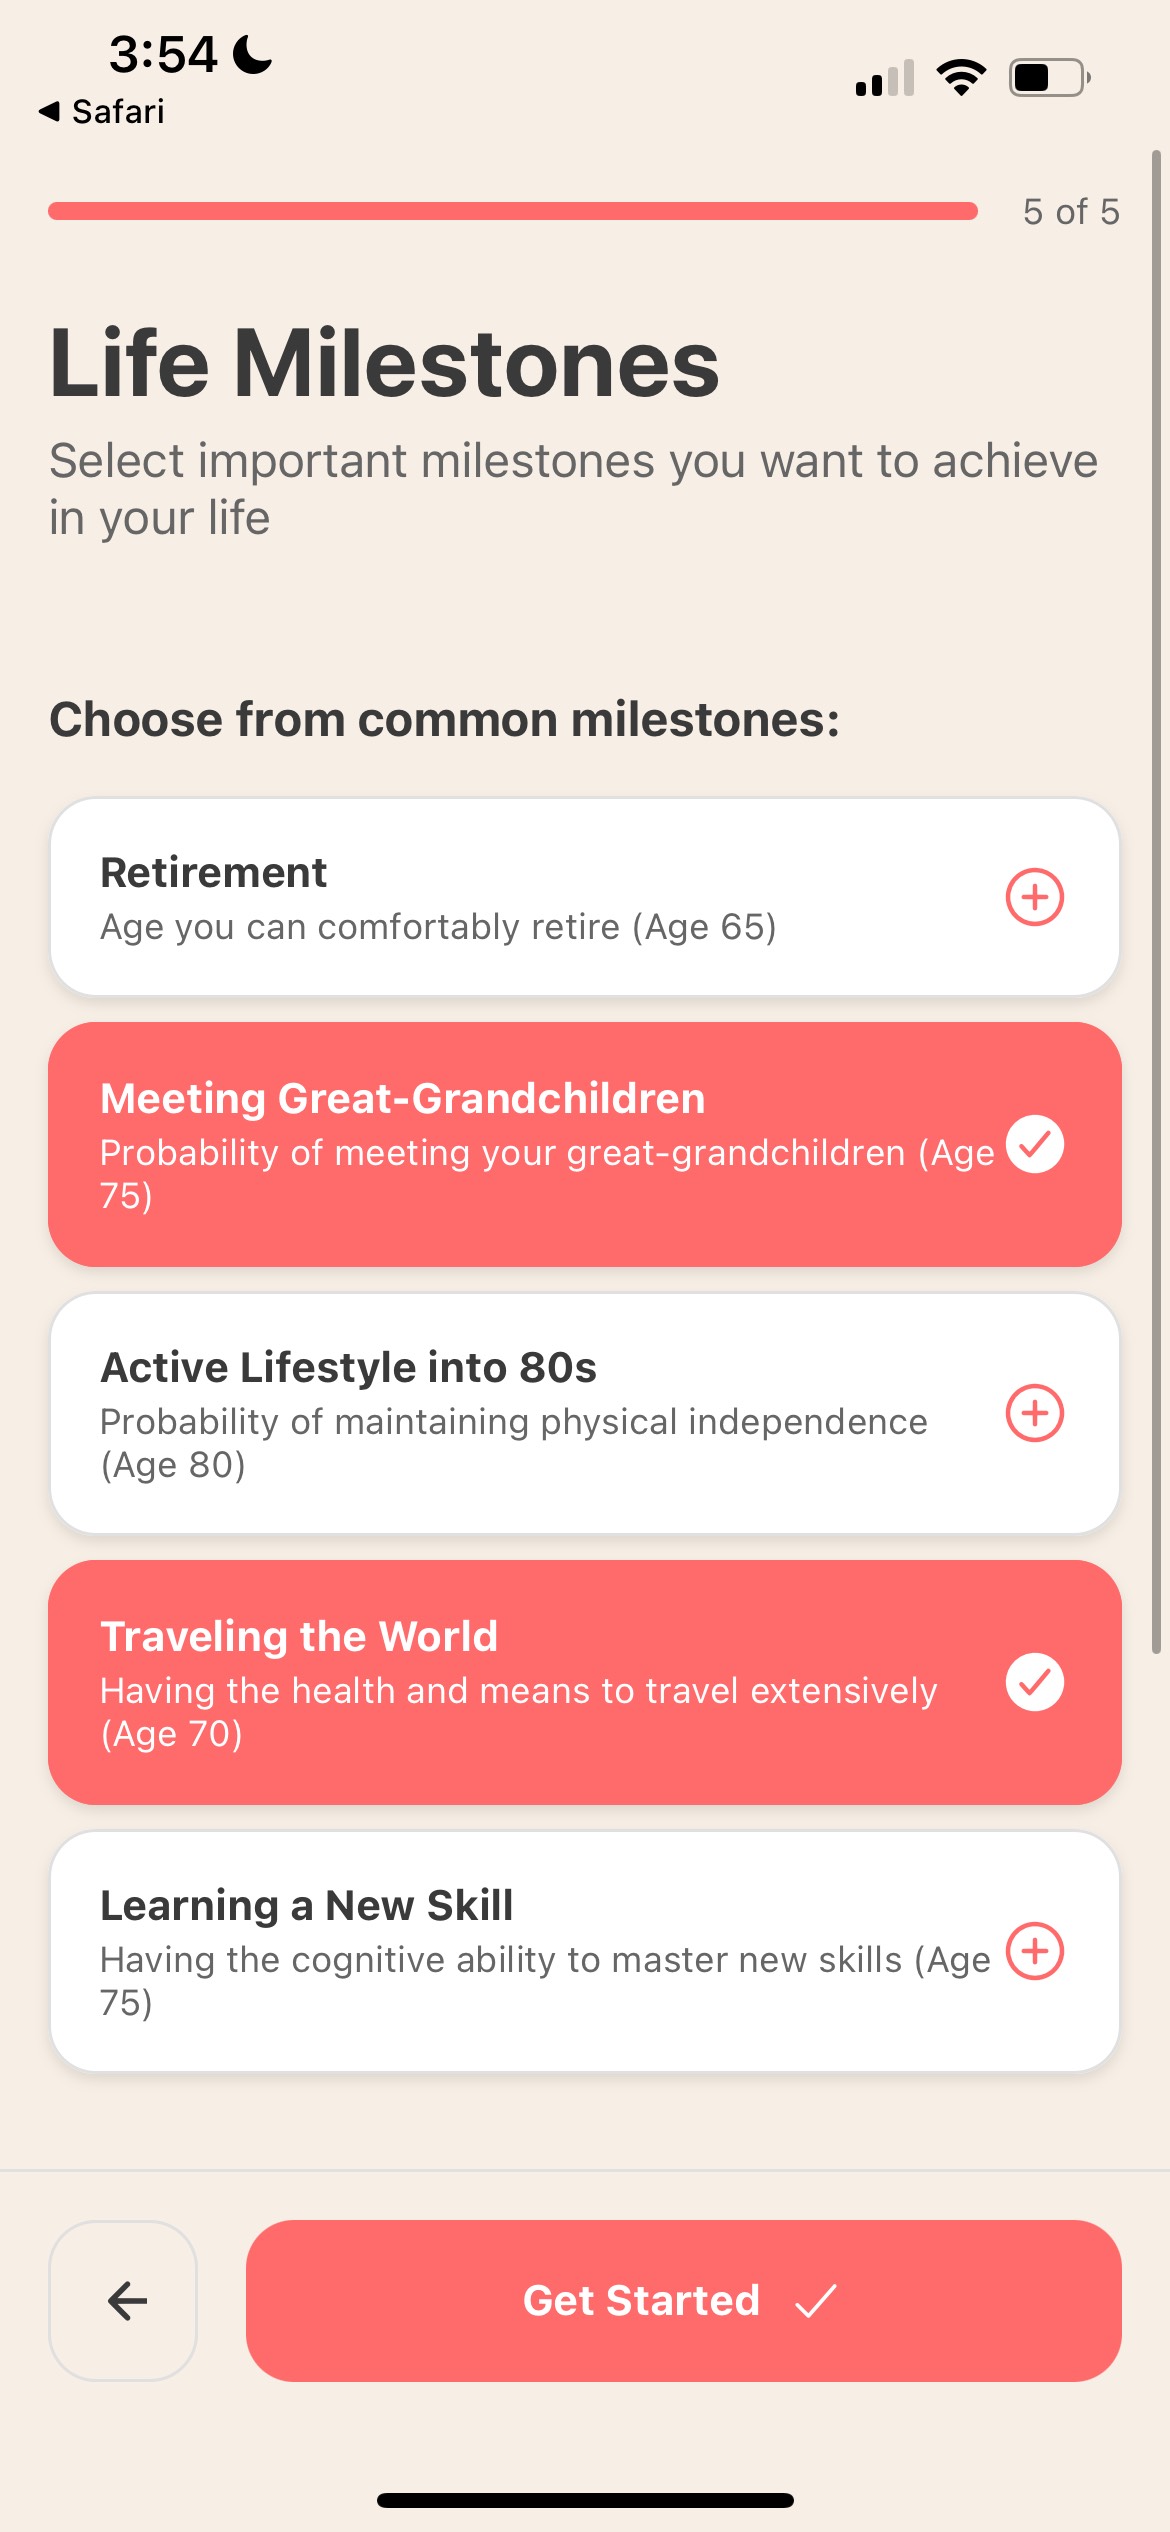 3:54
Safari
5 of 5
Life Milestones
Select important milestones you want to achieve
in your life
Choose from common milestones:
Retirement
Age you can comfortably retire (Age 65)
Meeting Great-Grandchildren
Probability of meeting your great-grandchildren (Age
75)
Active Lifestyle into 80s
Probability of maintaining physical independence
(Age 80)
Traveling the World
Having the health and means to travel extensively
(Age 70)
Learning a New Skill
Having the cognitive ability to master new skills (Age
75)
Get Started